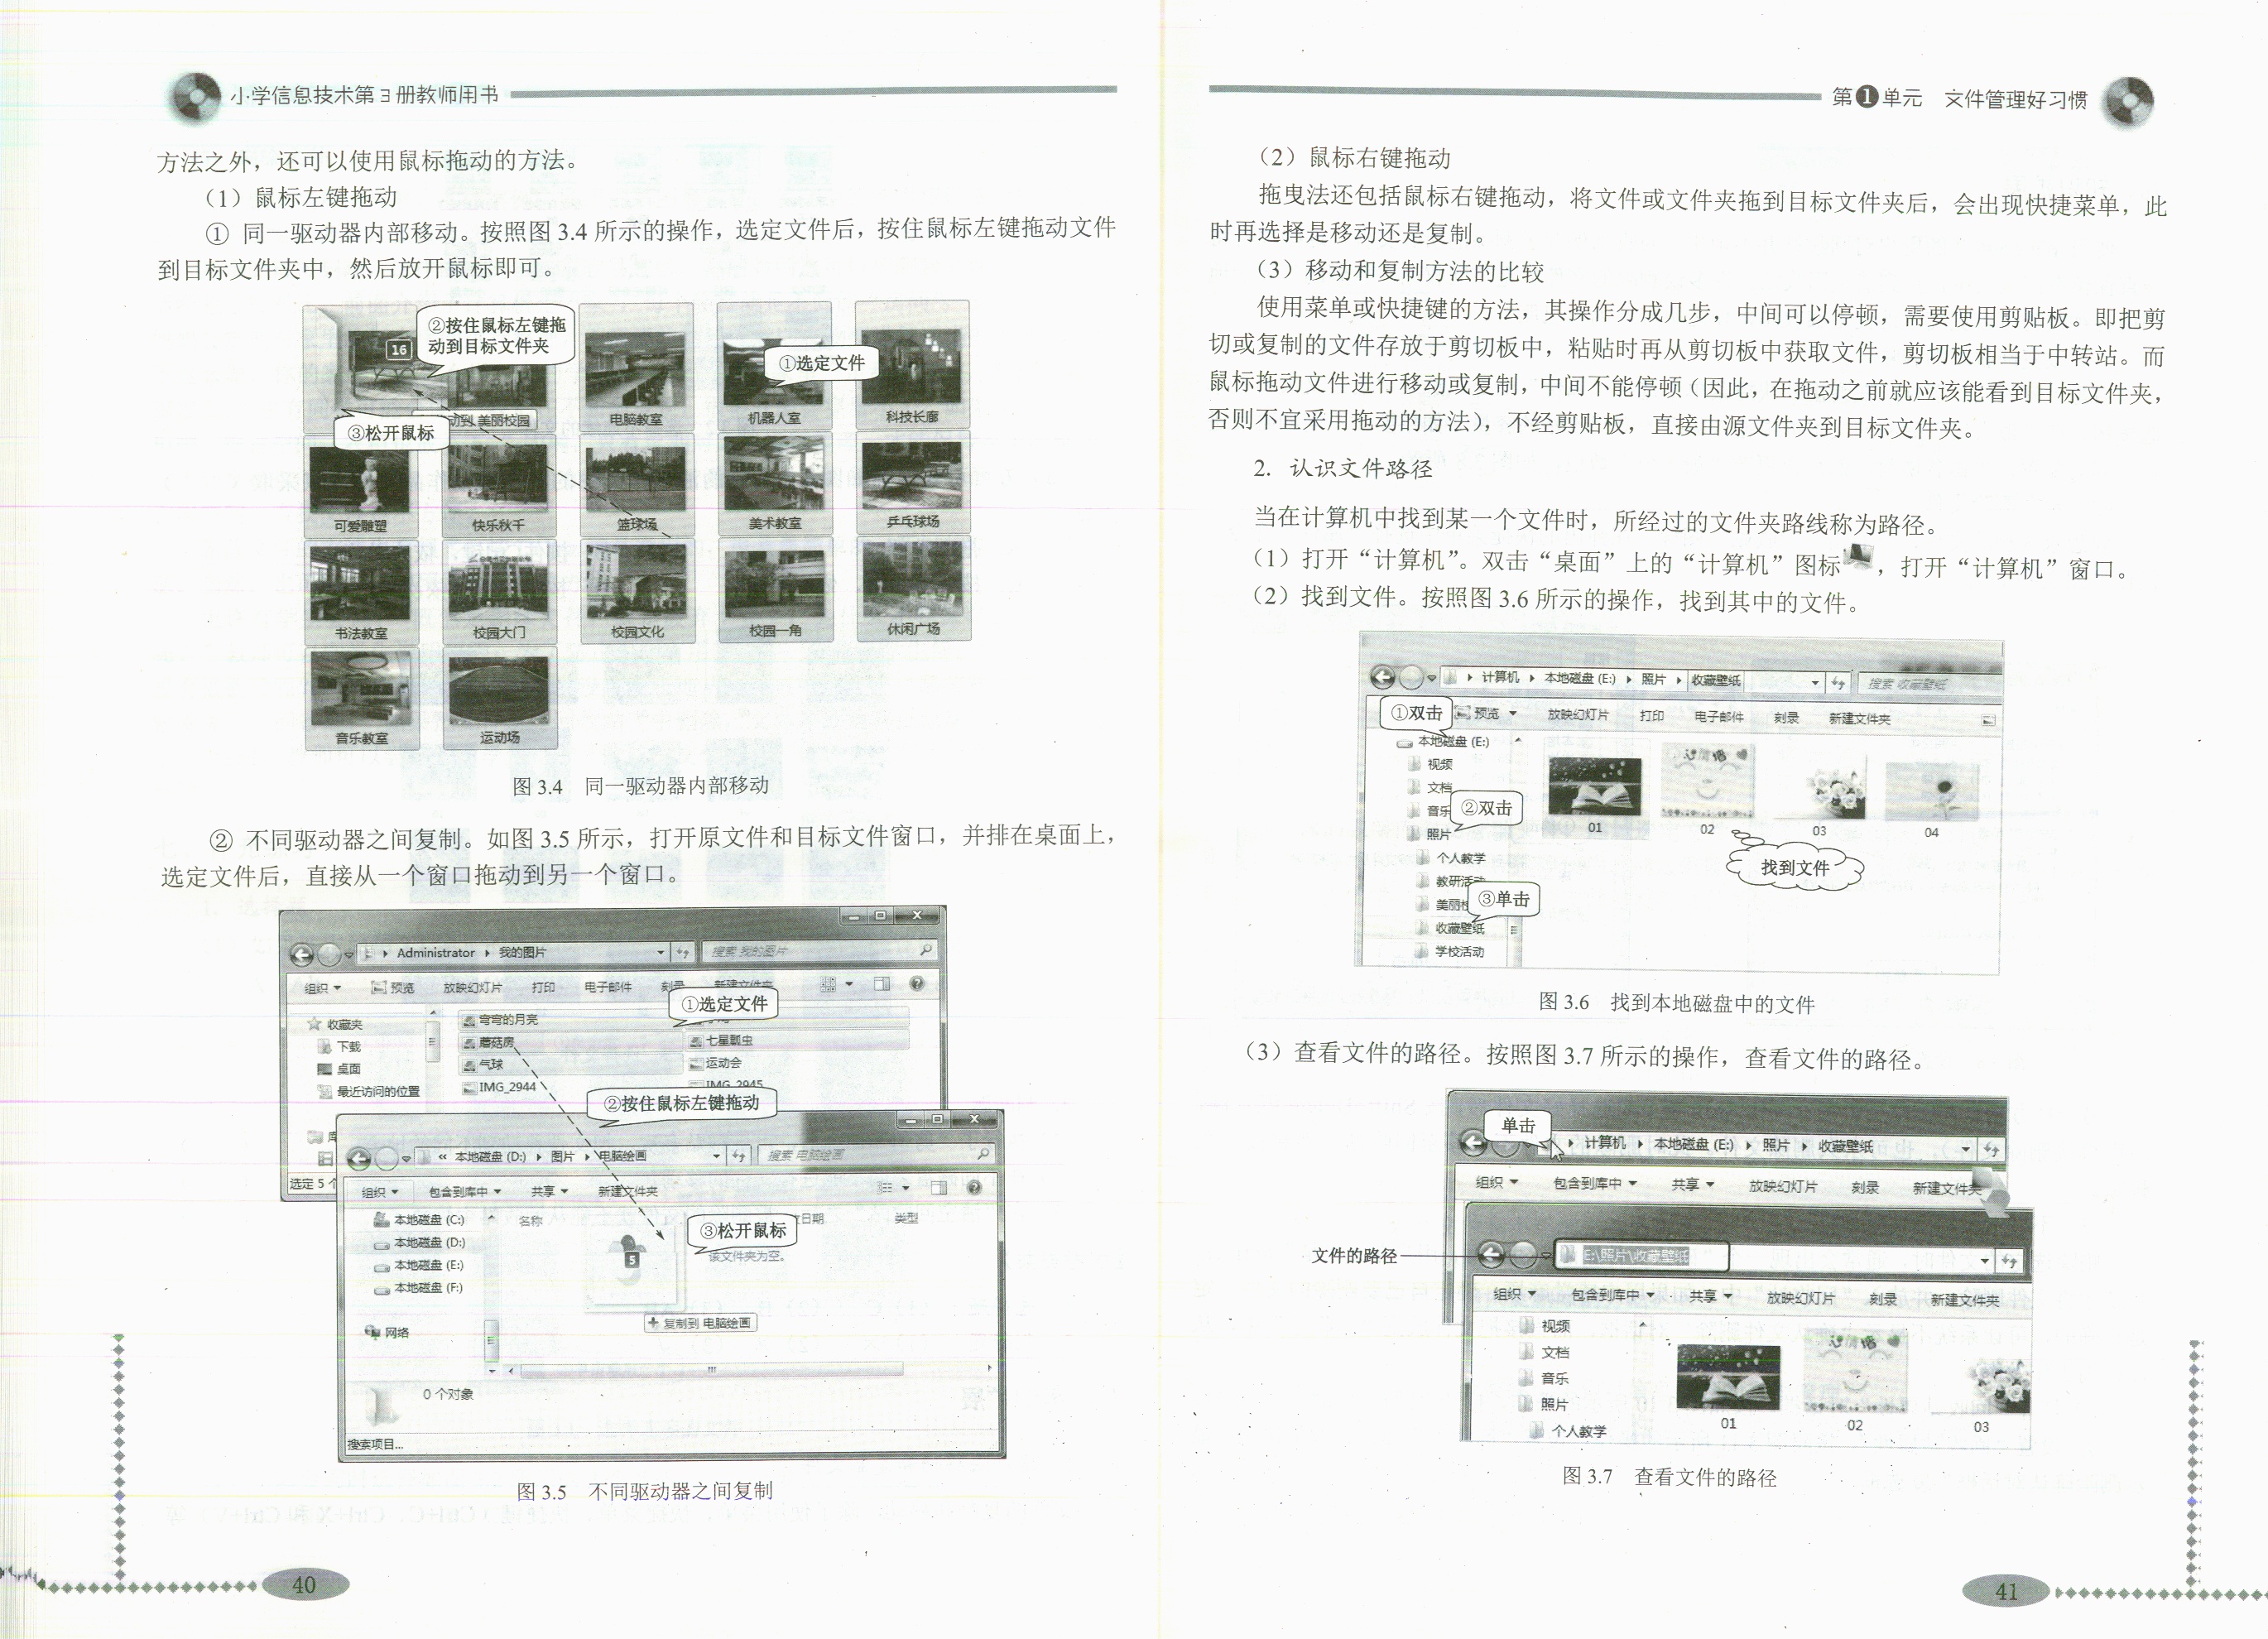 小学信息技术第3册教师用书
方法之外，还可以使用鼠标拖动的方法。
（1）鼠标左键拖动
① 同一驱动器内部移动。按照图 3.4 所示的操作，选定文件后，按住鼠标左键拖动文件
到目标文件夹中，然后放开鼠标即可。
②按住鼠标左键拖
动到目标文件夹
16
①选定文件
③松开鼠标
动到 美丽校园
电脑教室
机器人室
科技长廊
可爱雕塑
快乐秋千
篮球场
美术教室
乒乓球场
书法教室
校园大门
校园文化
校园一角
休闲广场
音乐教室
运动场
图 3.4 同一驱动器内部移动
② 不同驱动器之间复制。如图 3.5 所示，打开原文件和目标文件窗口，并排在桌面上，
选定文件后，直接从一个窗口拖动到另一个窗口。
Administrator 我的图片
搜索 我的图片
组织 预览 放映幻灯片 打印 电子邮件 刻录 新建文件夹
①选定文件
收藏夹
下载
桌面
最近访问的位置
库
弯弯的月亮
蘑菇房
七星瓢虫
气球
运动会
IMG_2944
IMG_2945
②按住鼠标左键拖动
选定 5 个
« 本地磁盘 (D:) 图片 电脑绘画
搜索 电脑绘画
组织 包含到库中 共享 新建文件夹
本地磁盘 (C:)
本地磁盘 (D:)
本地磁盘 (E:)
本地磁盘 (F:)
网络
名称
日期
类型
③松开鼠标
该文件夹为空。
5
复制到 电脑绘画
0 个对象
搜索项目...
图 3.5 不同驱动器之间复制
40
第1单元 文件管理好习惯
（2）鼠标右键拖动
拖曳法还包括鼠标右键拖动，将文件或文件夹拖到目标文件夹后，会出现快捷菜单，此
时再选择是移动还是复制。
（3）移动和复制方法的比较
使用菜单或快捷键的方法，其操作分成几步，中间可以停顿，需要使用剪贴板。即把剪
切或复制的文件存放于剪切板中，粘贴时再从剪切板中获取文件，剪切板相当于中转站。而
鼠标拖动文件进行移动或复制，中间不能停顿（因此，在拖动之前就应该能看到目标文件夹，
否则不宜采用拖动的方法），不经剪贴板，直接由源文件夹到目标文件夹。
2. 认识文件路径
当在计算机中找到某一个文件时，所经过的文件夹路线称为路径。
（1）打开“计算机”。双击“桌面”上的“计算机”图标，打开“计算机”窗口。
（2）找到文件。按照图 3.6 所示的操作，找到其中的文件。
计算机 本地磁盘 (E:) 照片 收藏壁纸
搜索 收藏壁纸
①双击
预览 放映幻灯片 打印 电子邮件 刻录 新建文件夹
本地磁盘 (E:)
视频
文档
音乐
②双击
照片
个人教学
教研活动
美丽校
③单击
收藏壁纸
学校活动
01
02
03
04
找到文件
图 3.6 找到本地磁盘中的文件
（3）查看文件的路径。按照图 3.7 所示的操作，查看文件的路径。
单击
计算机 本地磁盘 (E:) 照片 收藏壁纸
组织 包含到库中 共享 放映幻灯片 刻录 新建文件夹
文件的路径
E:\照片\收藏壁纸
组织 包含到库中 共享 放映幻灯片 刻录 新建文件夹
视频
文档
音乐
照片
个人教学
01
02
03
图 3.7 查看文件的路径
41